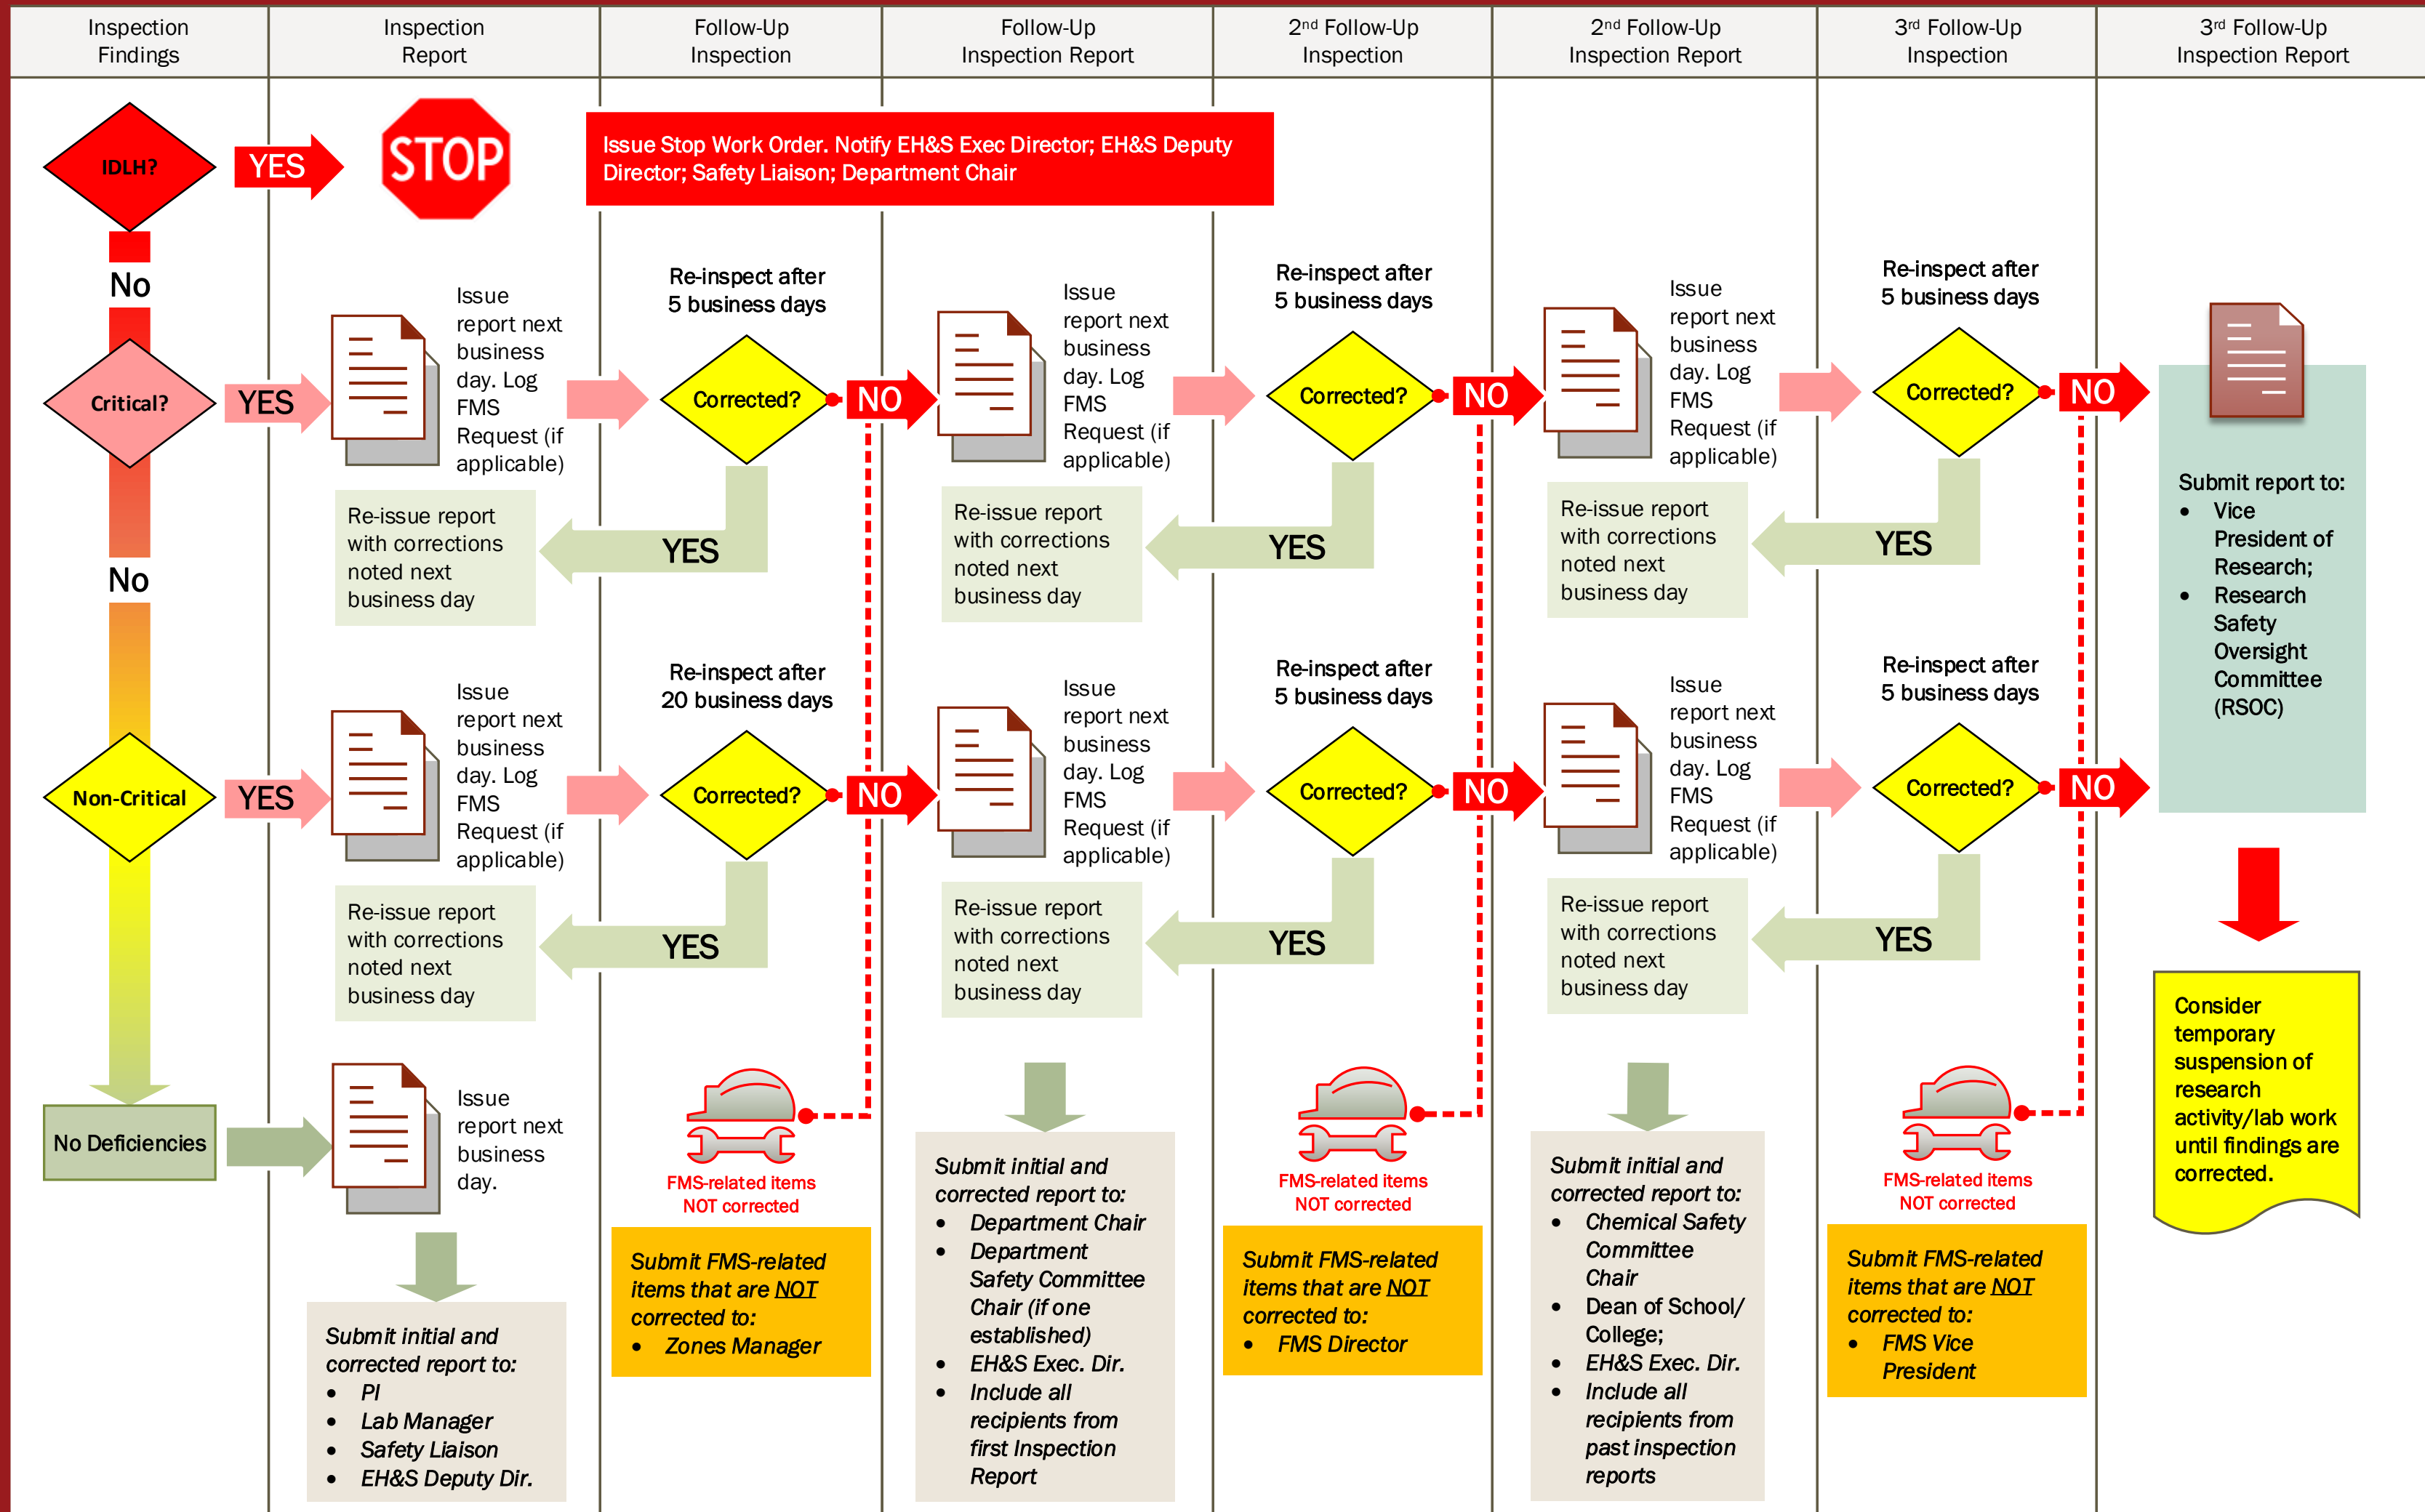 Inspection
Findings
Inspection
Report
Follow-Up
Inspection
Follow-Up
Inspection Report
2nd Follow-Up
Inspection
2nd Follow-Up
Inspection Report
3rd Follow-Up
Inspection
3rd Follow-Up
Inspection Report
IDLH?
YES
STOP
Issue Stop Work Order. Notify EH&S Exec Director; EH&S Deputy
Director; Safety Liaison; Department Chair
No
Critical?
YES
Issue
report next
business
day. Log
FMS
Request (if
applicable)
Re-inspect after
5 business days
Corrected?
NO
YES
Re-issue report
with corrections
noted next
business day
Issue
report next
business
day. Log
FMS
Request (if
applicable)
Re-inspect after
5 business days
Corrected?
NO
YES
Re-issue report
with corrections
noted next
business day
Issue
report next
business
day. Log
FMS
Request (if
applicable)
Re-inspect after
5 business days
Corrected?
NO
YES
Re-issue report
with corrections
noted next
business day
Submit report to:
• Vice
President of
Research;
• Research
Safety
Oversight
Committee
(RSOC)
No
Non-Critical
YES
Issue
report next
business
day. Log
FMS
Request (if
applicable)
Re-inspect after
20 business days
Corrected?
NO
YES
Re-issue report
with corrections
noted next
business day
Issue
report next
business
day. Log
FMS
Request (if
applicable)
Re-inspect after
5 business days
Corrected?
NO
YES
Re-issue report
with corrections
noted next
business day
Issue
report next
business
day. Log
FMS
Request (if
applicable)
Re-inspect after
5 business days
Corrected?
NO
YES
Re-issue report
with corrections
noted next
business day
Consider
temporary
suspension of
research
activity/lab work
until findings are
corrected.
No Deficiencies
Issue
report next
business
day.
Submit initial and
corrected report to:
• PI
• Lab Manager
• Safety Liaison
• EH&S Deputy Dir.
FMS-related items
NOT corrected
Submit FMS-related
items that are NOT
corrected to:
• Zones Manager
Submit initial and
corrected report to:
• Department Chair
• Department
Safety Committee
Chair (if one
established)
• EH&S Exec. Dir.
• Include all
recipients from
first Inspection
Report
FMS-related items
NOT corrected
Submit FMS-related
items that are NOT
corrected to:
• FMS Director
Submit initial and
corrected report to:
• Chemical Safety
Committee
Chair
• Dean of School/
College;
• EH&S Exec. Dir.
• Include all
recipients from
past inspection
reports
FMS-related items
NOT corrected
Submit FMS-related
items that are NOT
corrected to:
• FMS Vice
President